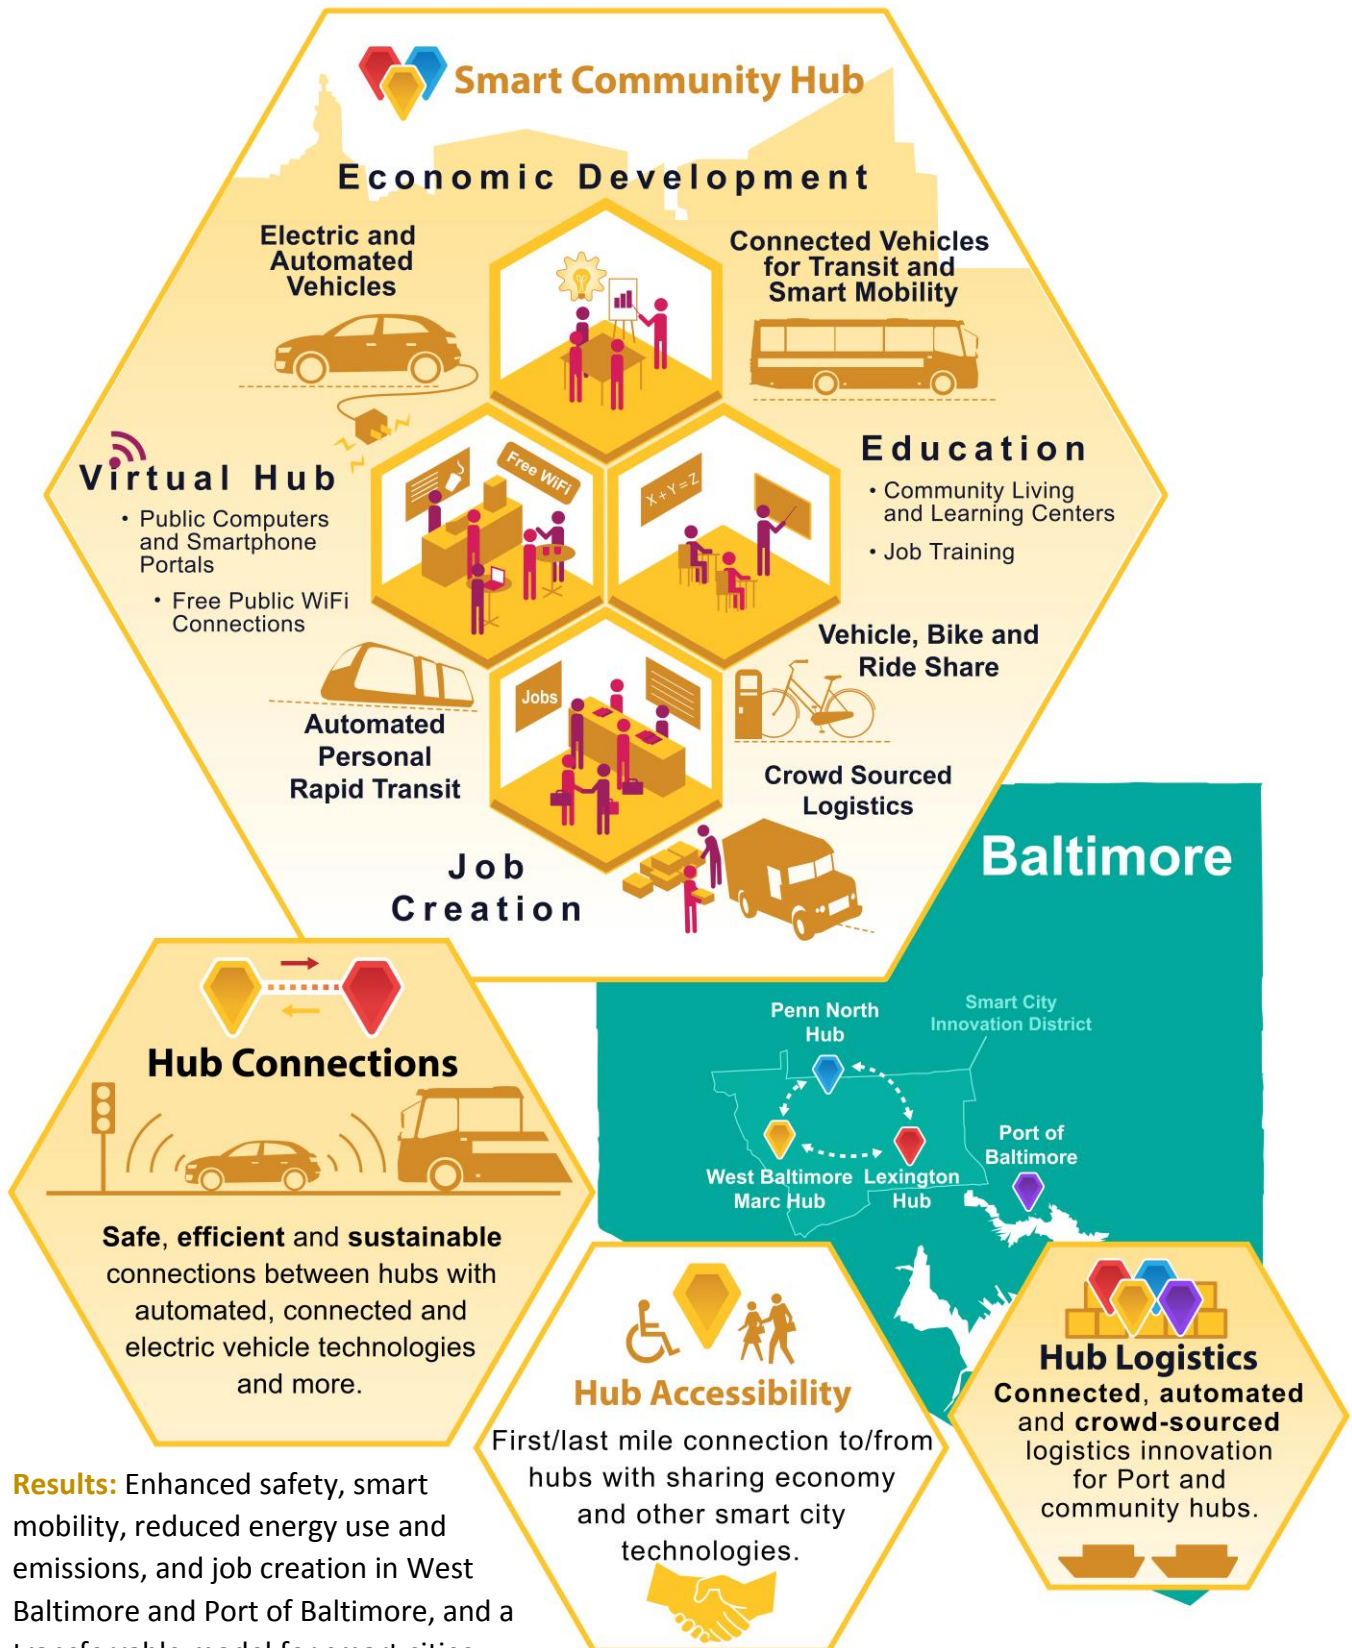 Smart Community Hub
Economic Development
Electric and
Automated
Vehicles
Connected Vehicles
for Transit and
Smart Mobility
Virtual Hub
• Public Computers
and Smartphone
Portals
• Free Public WiFi
Connections
Free WiFi
X+Y=Z
Education
• Community Living
and Learning Centers
• Job Training
Automated
Personal
Rapid Transit
Jobs
Vehicle, Bike and
Ride Share
Crowd Sourced
Logistics
Job
Creation
Baltimore
Penn North
Hub
Smart City
Innovation District
West Baltimore
Marc Hub
Lexington
Hub
Port of
Baltimore
Hub Connections
Safe, efficient and sustainable
connections between hubs with
automated, connected and
electric vehicle technologies
and more.
Hub Accessibility
First/last mile connection to/from
hubs with sharing economy
and other smart city
technologies.
Hub Logistics
Connected, automated
and crowd-sourced
logistics innovation
for Port and
community hubs.
Results: Enhanced safety, smart
mobility, reduced energy use and
emissions, and job creation in West
Baltimore and Port of Baltimore, and a
transferrable model for smart cities